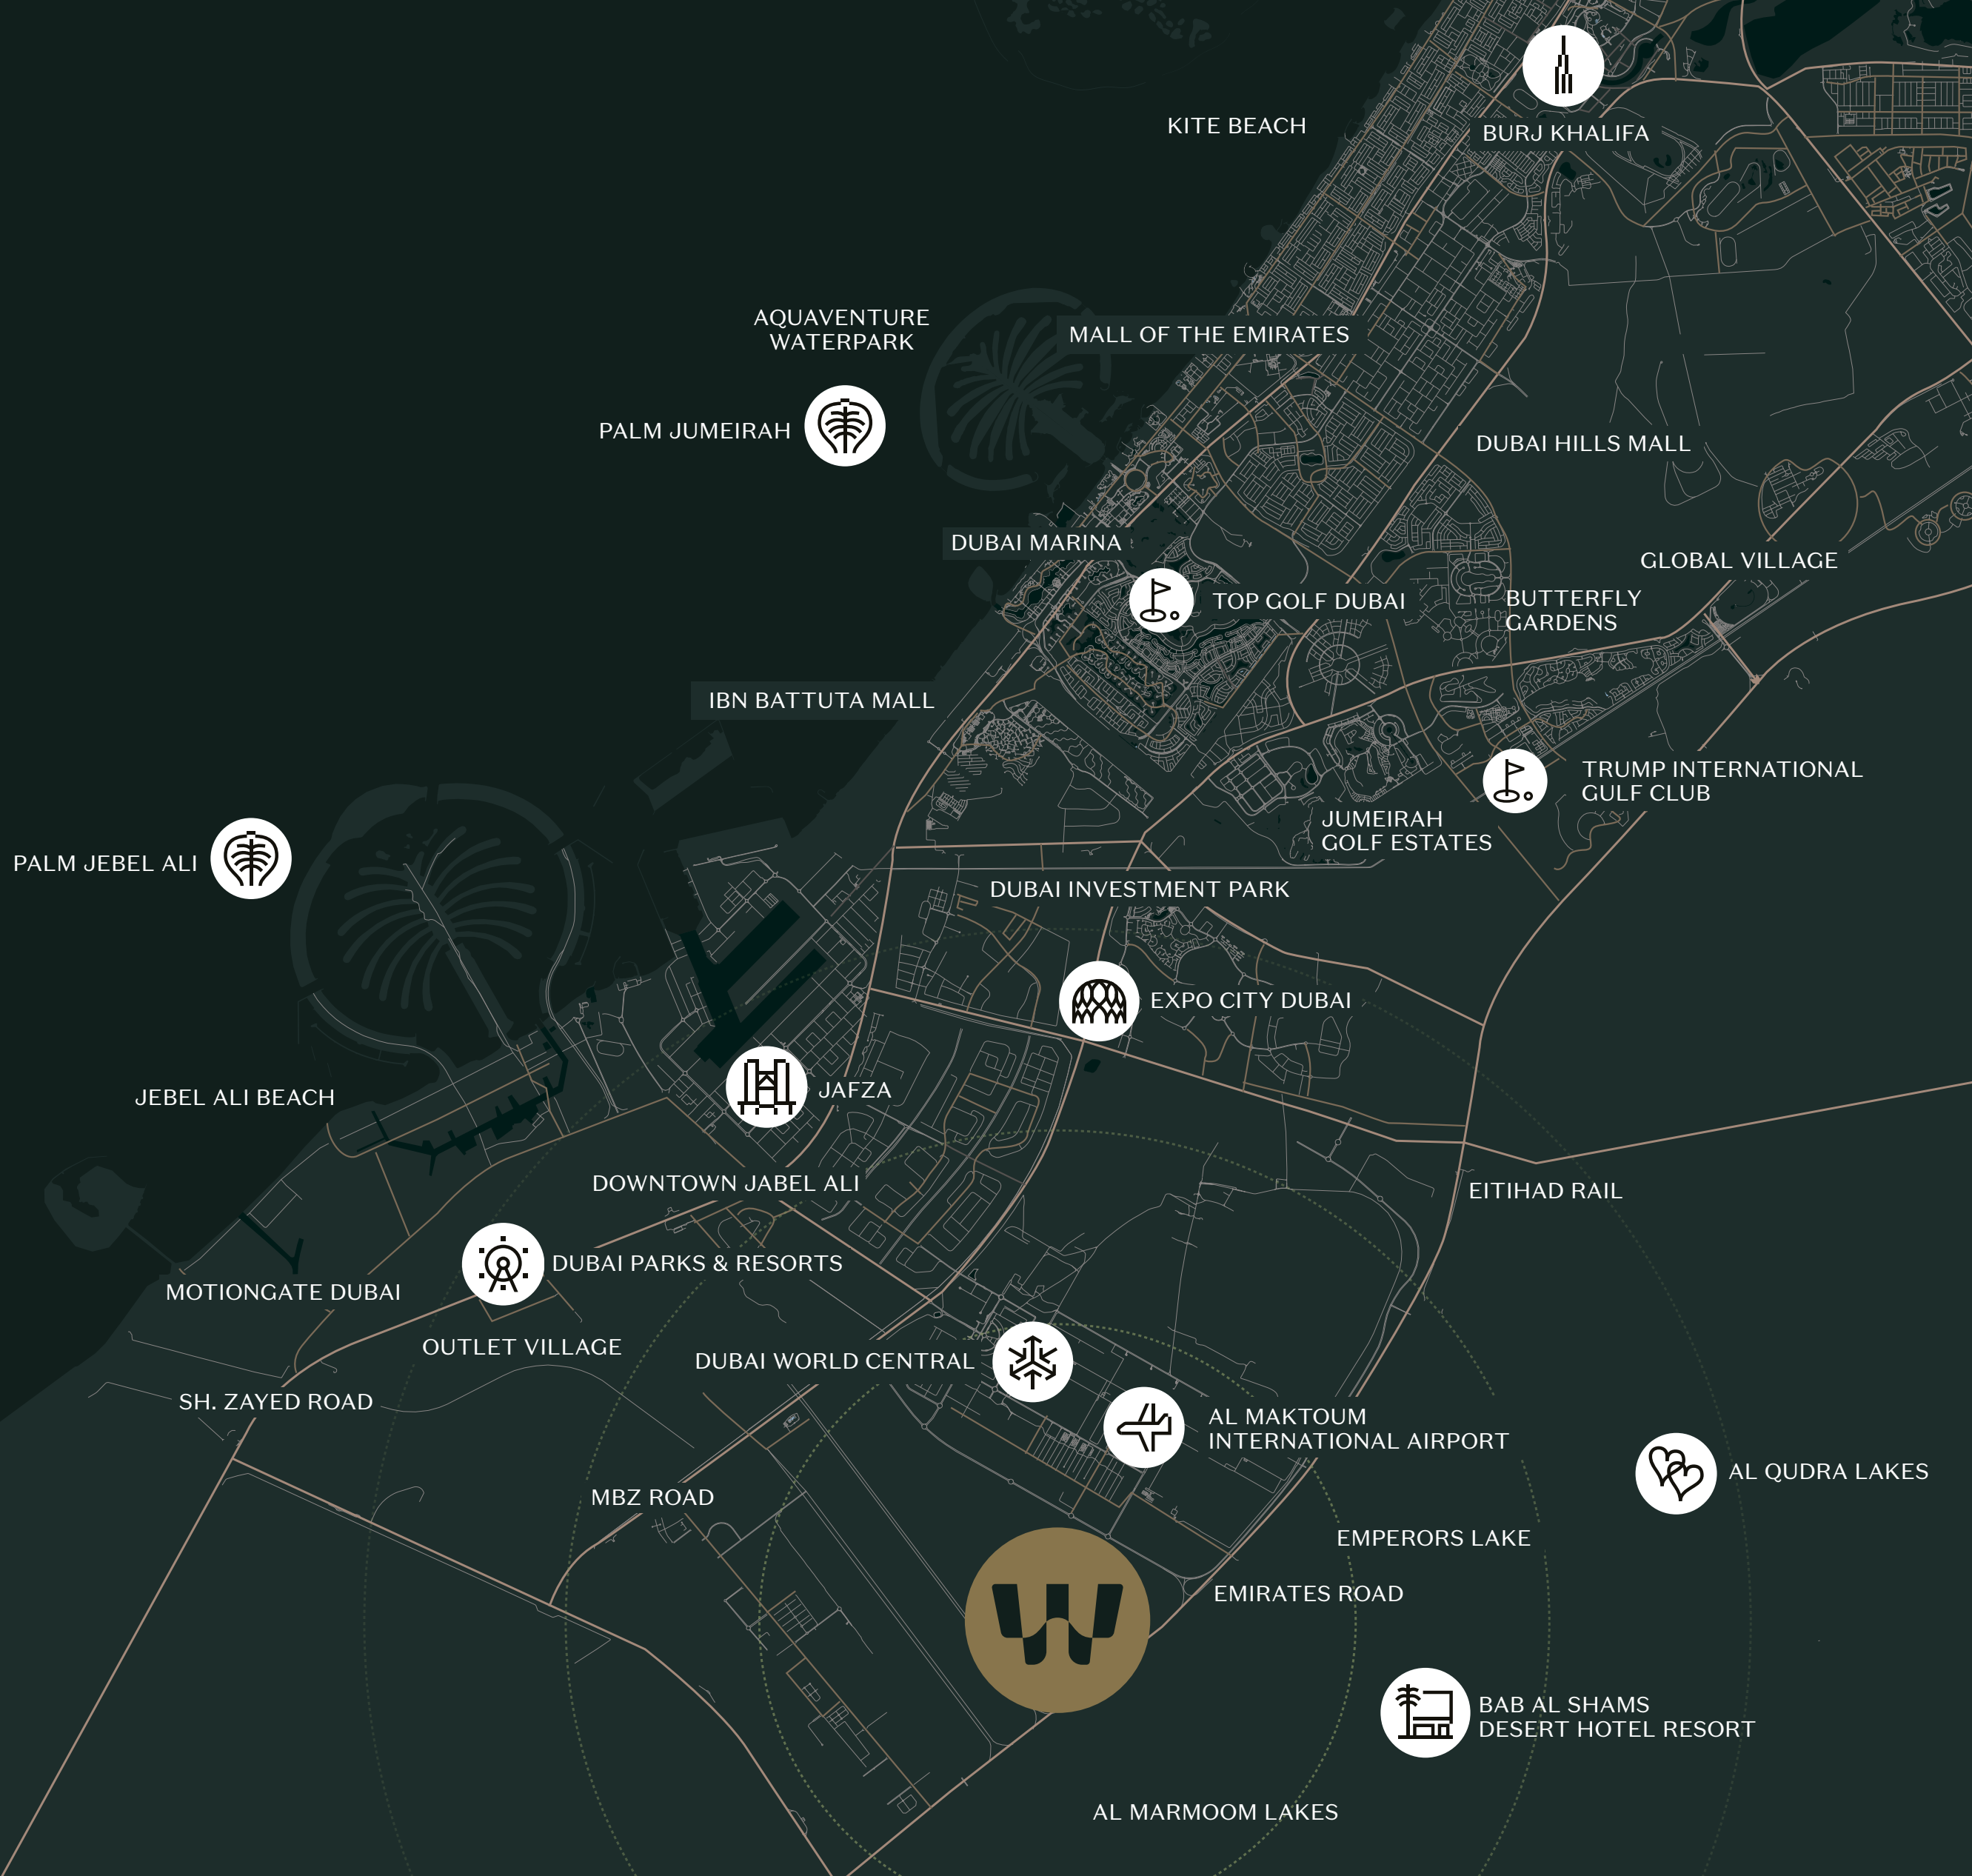 KITE BEACH
BURJ KHALIFA
AQUAVENTURE
WATERPARK
MALL OF THE EMIRATES
PALM JUMEIRAH
DUBAI HILLS MALL
DUBAI MARINA
GLOBAL VILLAGE
TOP GOLF DUBAI
BUTTERFLY
GARDENS
IBN BATTUTA MALL
TRUMP INTERNATIONAL
GULF CLUB
JUMEIRAH
GOLF ESTATES
PALM JEBEL ALI
DUBAI INVESTMENT PARK
EXPO CITY DUBAI
JAFZA
JEBEL ALI BEACH
DOWNTOWN JABEL ALI
EITIHAD RAIL
DUBAI PARKS & RESORTS
MOTIONGATE DUBAI
OUTLET VILLAGE
DUBAI WORLD CENTRAL
SH. ZAYED ROAD
AL MAKTOUM
INTERNATIONAL AIRPORT
AL QUDRA LAKES
MBZ ROAD
EMPERORS LAKE
EMIRATES ROAD
W
BAB AL SHAMS
DESERT HOTEL RESORT
AL MARMOOM LAKES